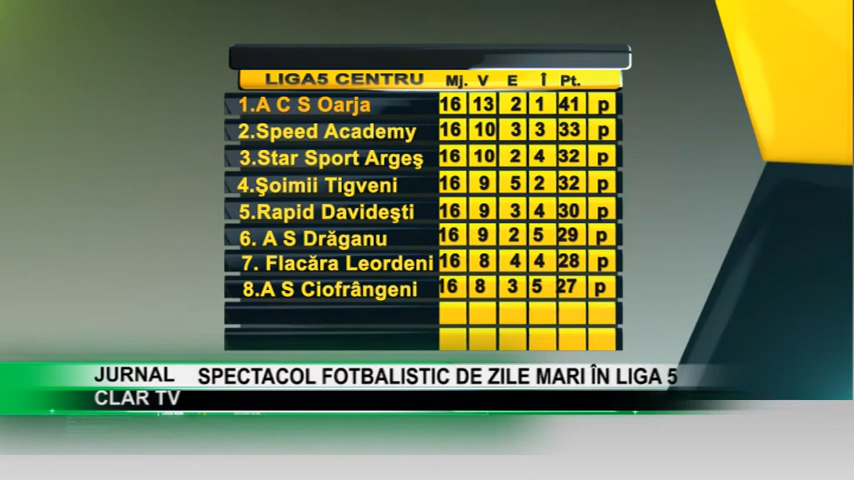 LIGA5 CENTRU Mj. V E Î Pt.
1.A C S Oarja 16 13 2 1 41 p
2.Speed Academy 16 10 3 3 33 p
3.Star Sport Argeş 16 10 2 4 32 p
4.Şoimii Tigveni 16 9 5 2 32 p
5.Rapid Davideşti 16 9 3 4 30 p
6. A S Drăganu 16 9 2 5 29 p
7. Flacăra Leordeni 16 8 4 4 28 p
8.A S Ciofrângeni 16 8 3 5 27 p
JURNAL SPECTACOL FOTBALISTIC DE ZILE MARI ÎN LIGA 5
CLAR TV